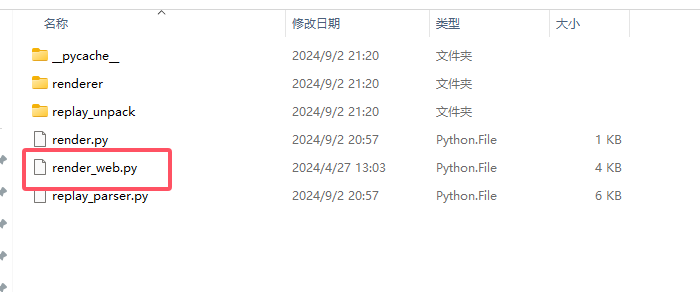 名称 修改日期 类型 大小
__pycache__ 2024/9/2 21:20 文件夹
renderer 2024/9/2 21:20 文件夹
replay_unpack 2024/9/2 21:20 文件夹
render.py 2024/9/2 20:57 Python.File 1 KB
render_web.py 2024/4/27 13:03 Python.File 4 KB
replay_parser.py 2024/9/2 20:57 Python.File 6 KB